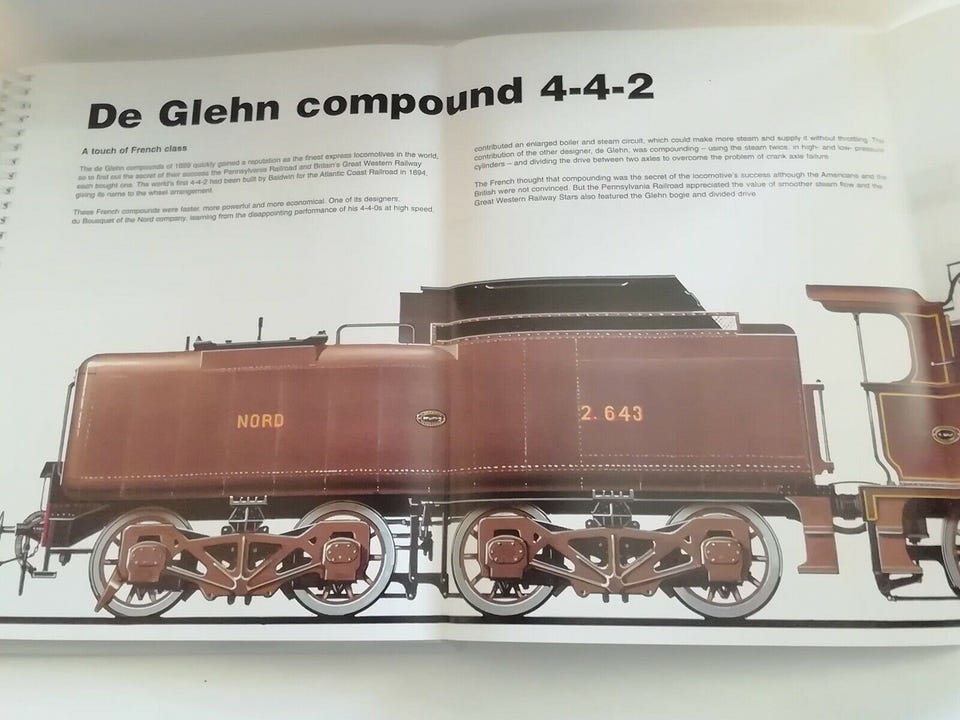 De Glehn compound 4-4-2
A touch of French class
The de Glehn compounds of 1899 quickly gained a reputation as the finest express locomotives in the world,
so to find out the secret of their success the Pennsylvania Railroad and Britain's Great Western Railway
each bought one. The world's first 4-4-2 had been built by Baldwin for the Atlantic Coast Railroad in 1894,
giving its name to the wheel arrangement.
These French compounds were faster, more powerful and more economical. One of its designers,
du Bousquet of the Nord company, learning from the disappointing performance of his 4-4-0s at high speed,
contributed an enlarged boiler and steam circuit, which could make more steam and supply it without throttling. The
contribution of the other designer, de Glehn, was compounding – using the steam twice, in high- and low- pressure
cylinders – and dividing the drive between two axles to overcome the problem of crank axle failure.
The French thought that compounding was the secret of the locomotive's success although the Americans and the
British were not convinced. But the Pennsylvania Railroad appreciated the value of smoother steam flow and the
Great Western Railway Stars also featured the Glehn bogie and divided drive
NORD
2.643